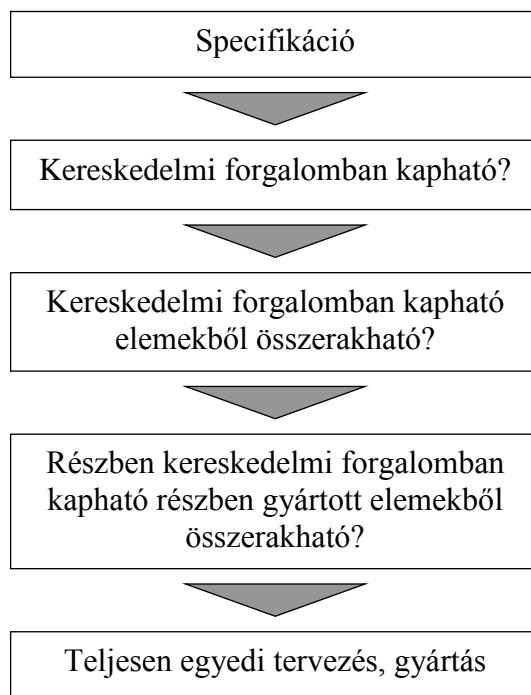 Specifikáció
Kereskedelmi forgalomban kapható?
Kereskedelmi forgalomban kapható
elemekből összerakható?
Részben kereskedelmi forgalomban
kapható részben gyártott elemekből
összerakható?
Teljesen egyedi tervezés, gyártás